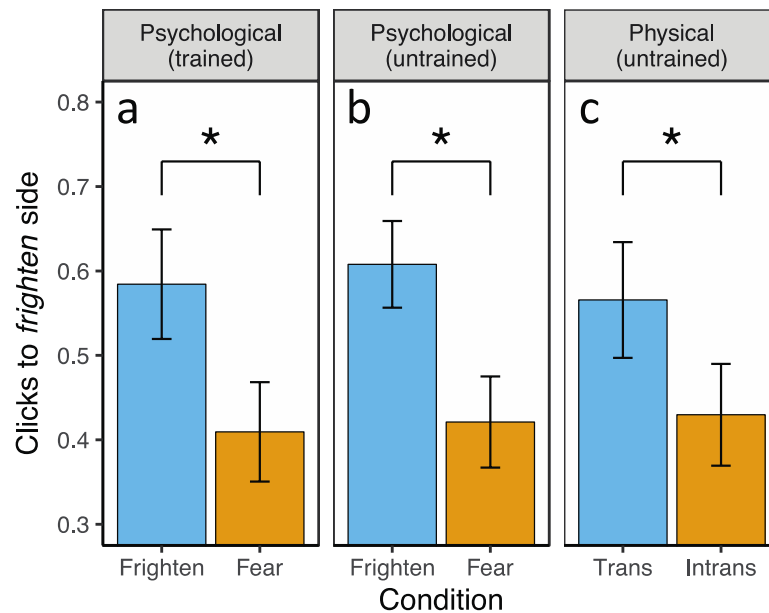 Psychological
(trained)
Psychological
(untrained)
Physical
(untrained)
a
b
c
*
*
*
0.8
0.7
0.6
0.5
0.4
0.3
Clicks to frighten side
Frighten
Fear
Frighten
Fear
Trans
Intrans
Condition